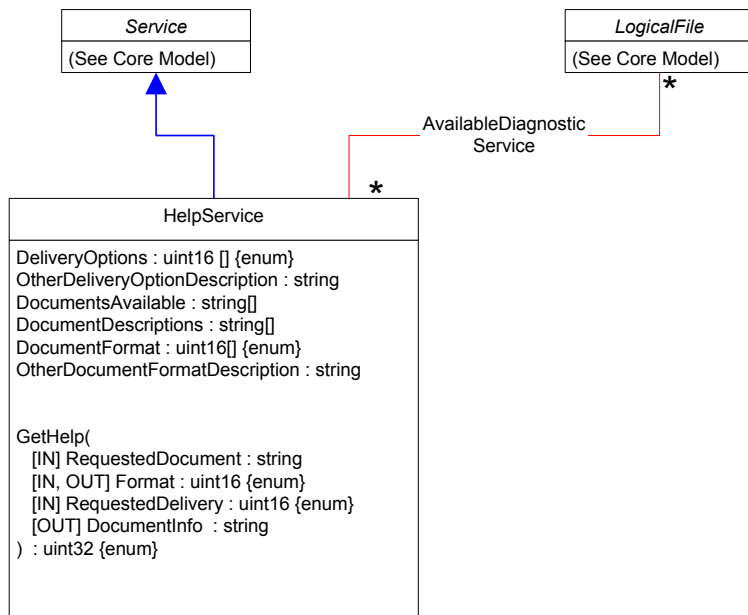 Service
(See Core Model)
LogicalFile
(See Core Model)
*
AvailableDiagnostic
Service
*
HelpService
DeliveryOptions : uint16 [] {enum}
OtherDeliveryOptionDescription : string
DocumentsAvailable : string[]
DocumentDescriptions : string[]
DocumentFormat : uint16[] {enum}
OtherDocumentFormatDescription : string
GetHelp(
[IN] RequestedDocument : string
[IN, OUT] Format : uint16 {enum}
[IN] RequestedDelivery : uint16 {enum}
[OUT] DocumentInfo : string
) : uint32 {enum}